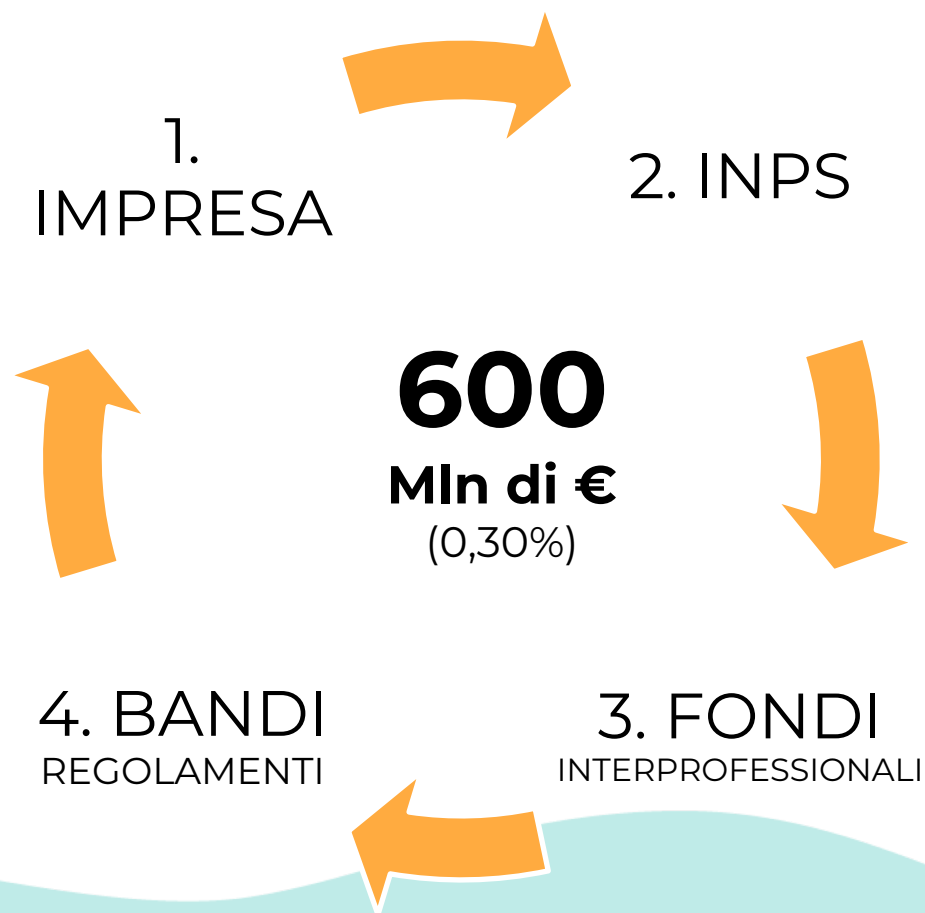 1.
IMPRESA
2. INPS
600
Mln di €
(0,30%)
3. FONDI
INTERPROFESSIONALI
4. BANDI
REGOLAMENTI